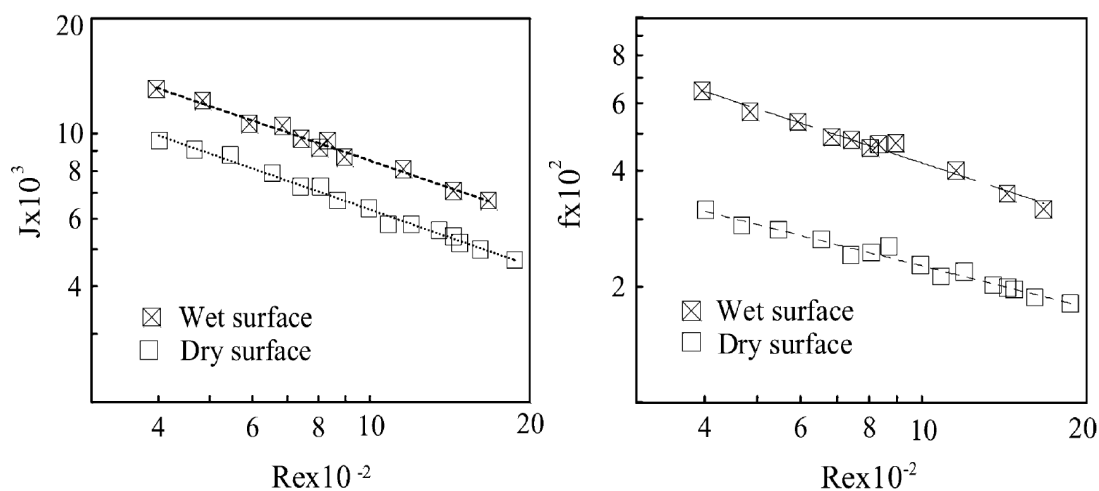 20
10
8
6
4
Jx10³
Wet surface
Dry surface
4 6 8 10 20
Rex10⁻²
8
6
4
2
fx10²
Wet surface
Dry surface
4 6 8 10 20
Rex10⁻²